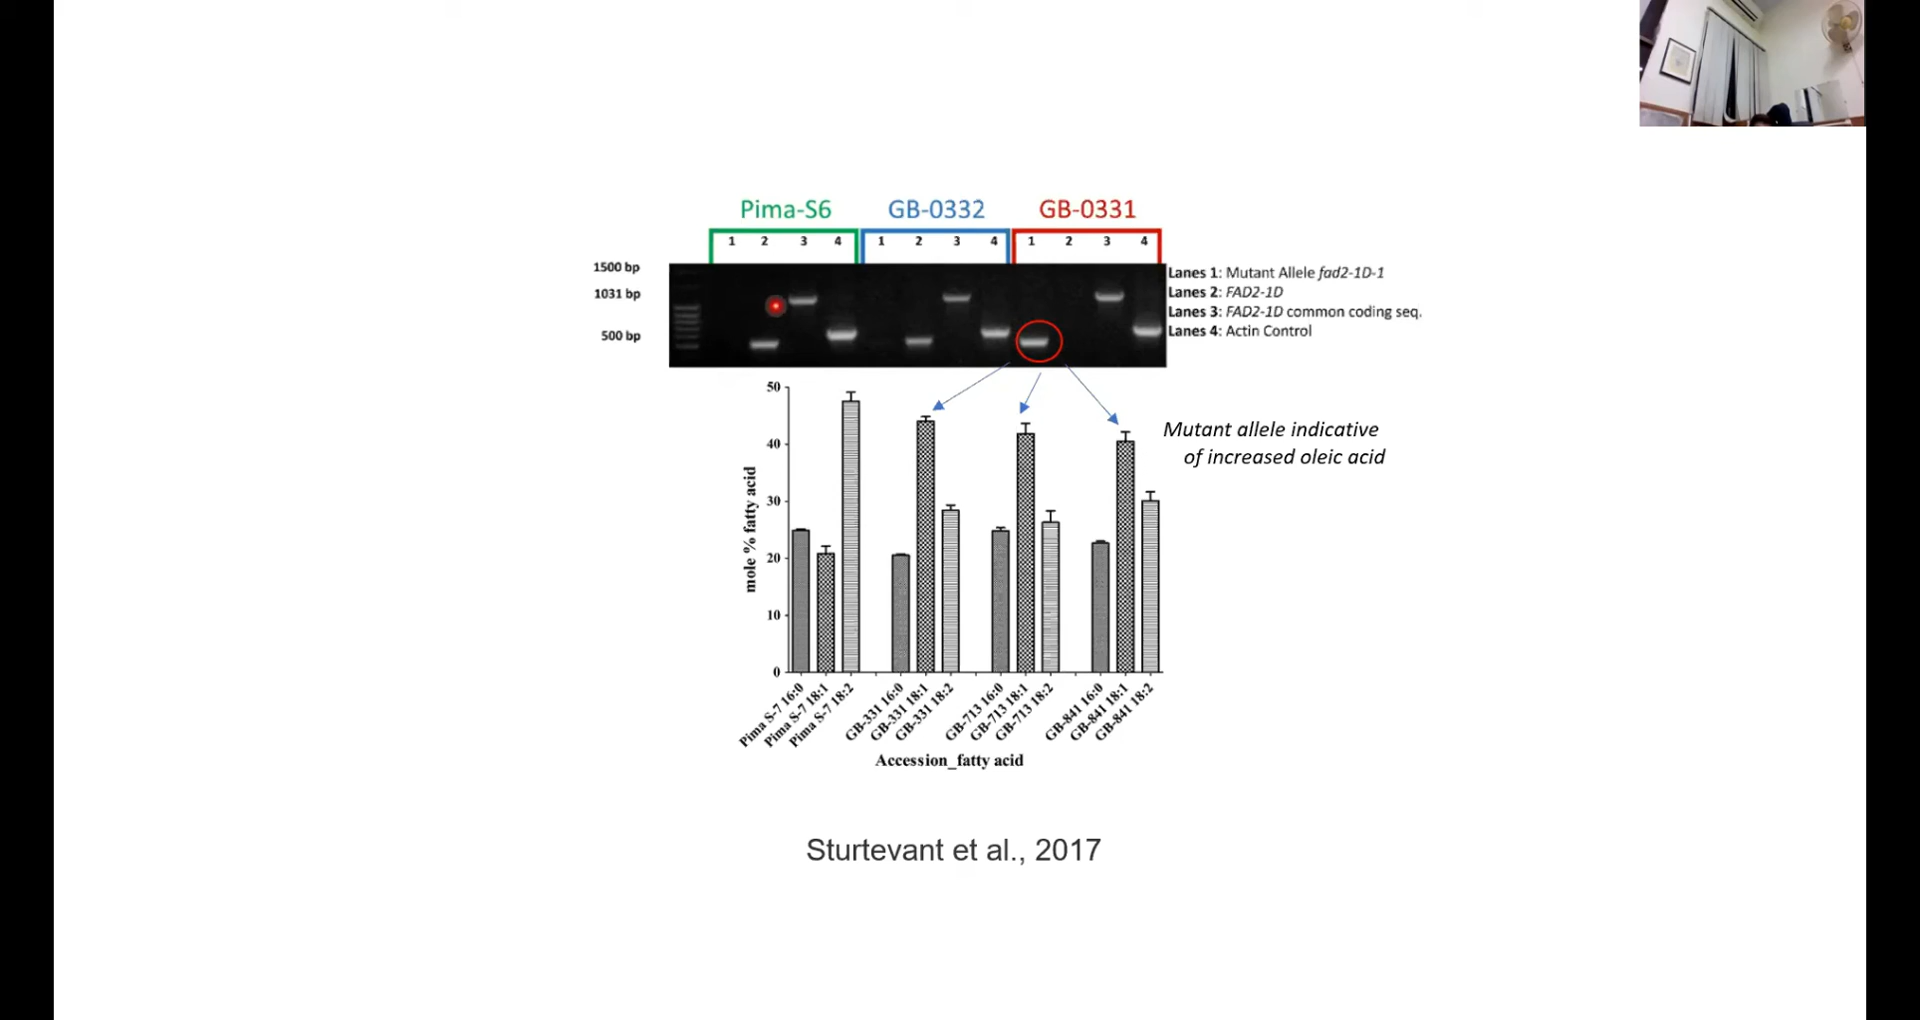 Pima-S6 GB-0332 GB-0331
1 2 3 4 1 2 3 4 1 2 3 4
1500 bp
1031 bp
500 bp
Lanes 1: Mutant Allele fad2-1D-1
Lanes 2: FAD2-1D
Lanes 3: FAD2-1D common coding seq.
Lanes 4: Actin Control
Mutant allele indicative
of increased oleic acid
50
40
30
20
10
0
mole % fatty acid
Pima S-7 16:0
Pima S-7 18:1
Pima S-7 18:2
GB-331 16:0
GB-331 18:1
GB-331 18:2
GB-713 16:0
GB-713 18:1
GB-713 18:2
GB-841 16:0
GB-841 18:1
GB-841 18:2
Accession_fatty acid
Sturtevant et al., 2017